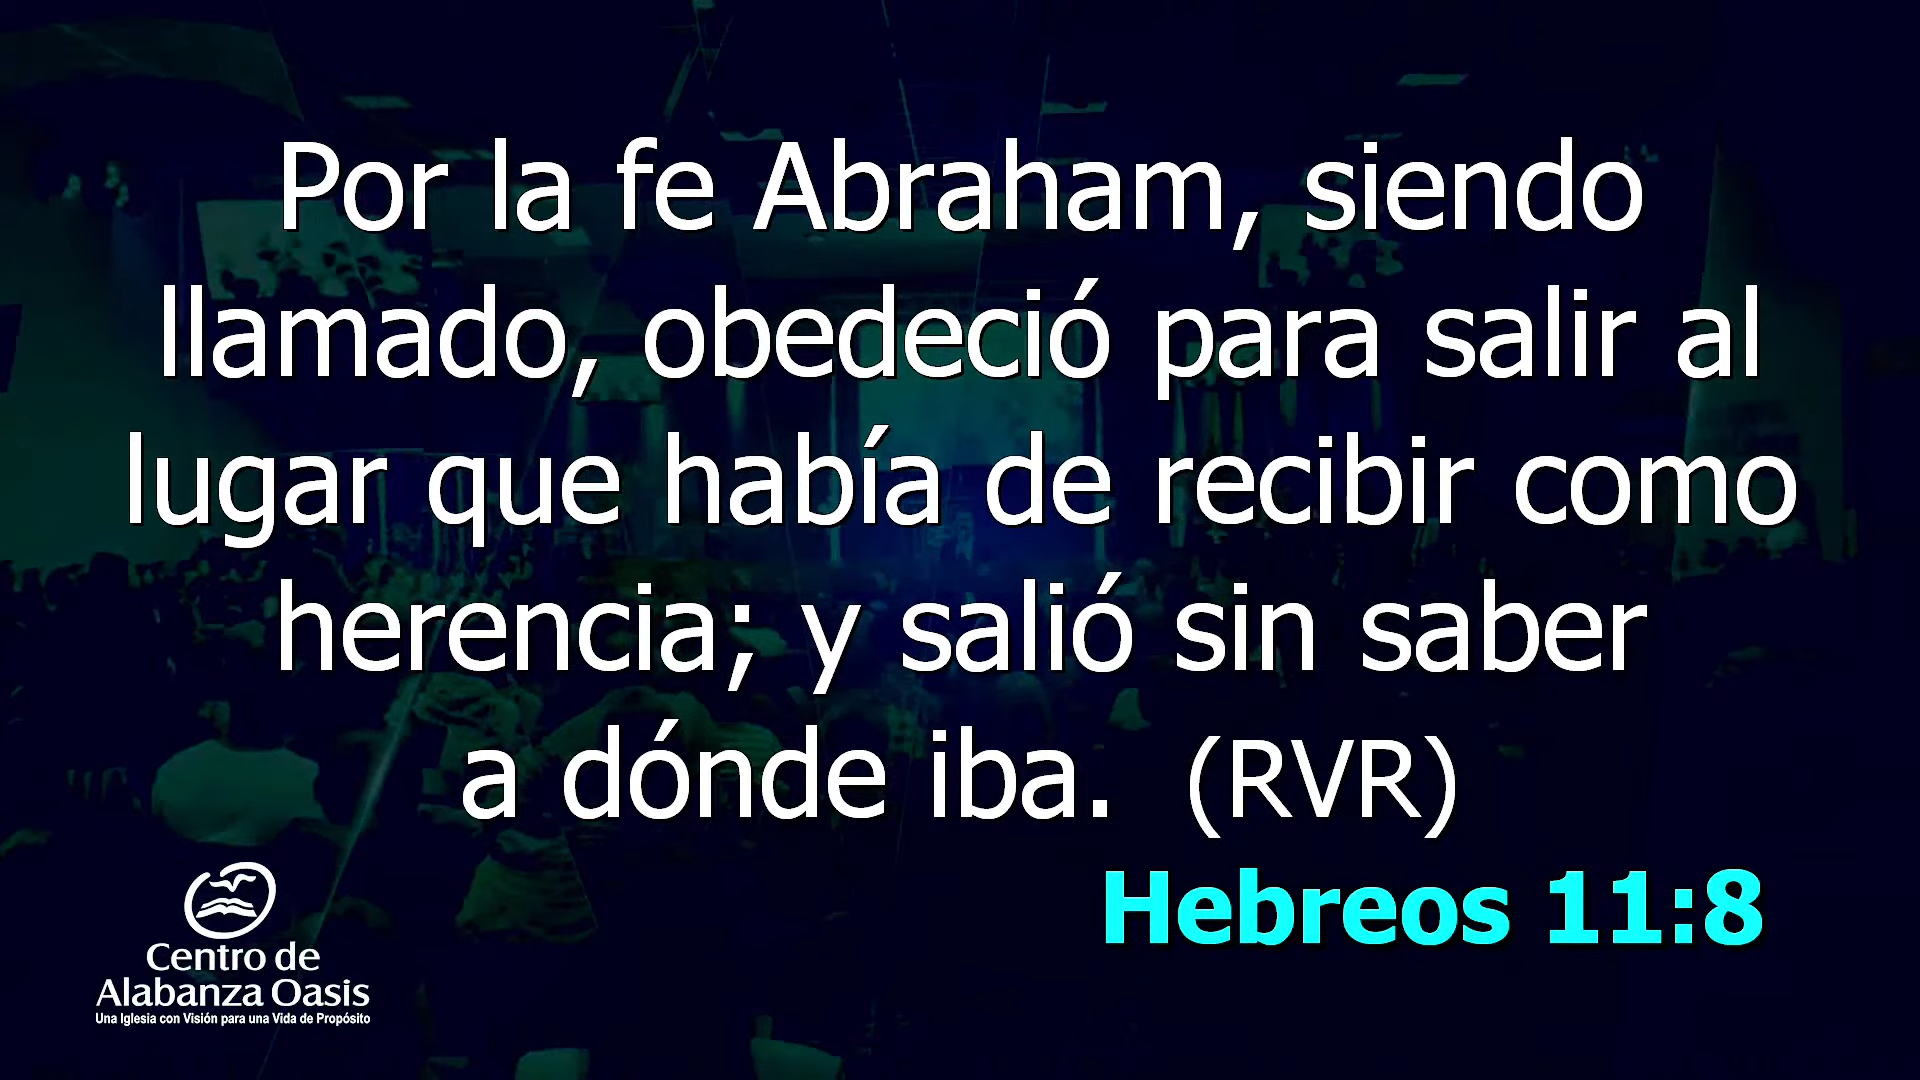 Por la fe Abraham, siendo
llamado, obedeció para salir al
lugar que había de recibir como
herencia; y salió sin saber
a dónde iba. (RVR)
Hebreos 11:8
Centro de
Alabanza Oasis
Una Iglesia con Visión para una Vida de Propósito